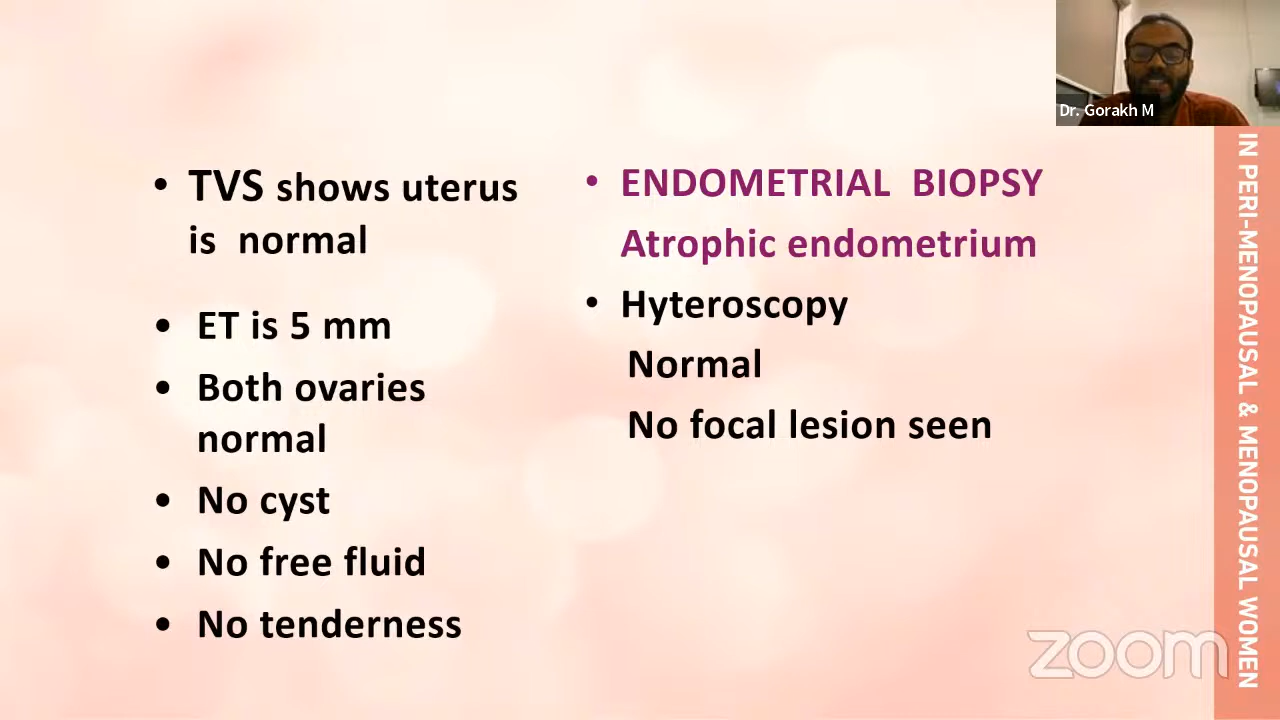 Dr. Gorakh M
• TVS shows uterus
is normal
• ET is 5 mm
• Both ovaries
normal
• No cyst
• No free fluid
• No tenderness
• ENDOMETRIAL BIOPSY
Atrophic endometrium
• Hyteroscopy
Normal
No focal lesion seen
IN PERI-MENOPAUSAL & MENOPAUSAL WOMEN
zoom